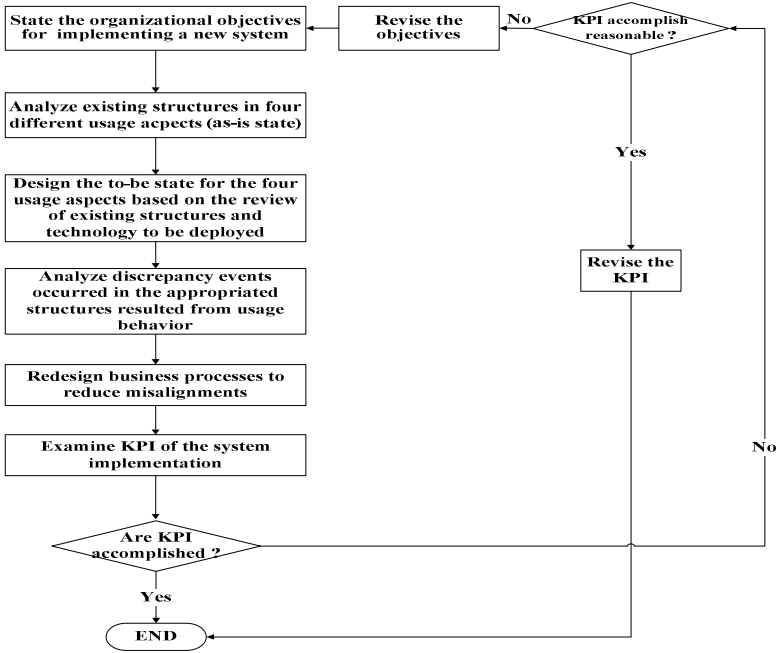 State the organizational objectives
for implementing a new system
Revise the
objectives
No
KPI accomplish
reasonable ?
Analyze existing structures in four
different usage acpects (as-is state)
Yes
Design the to-be state for the four
usage aspects based on the review
of existing structures and
technology to be deployed
Revise the
KPI
Analyze discrepancy events
occurred in the appropriated
structures resulted from usage
behavior
Redesign business processes to
reduce misalignments
Examine KPI of the system
implementation
No
Are KPI
accomplished ?
Yes
END